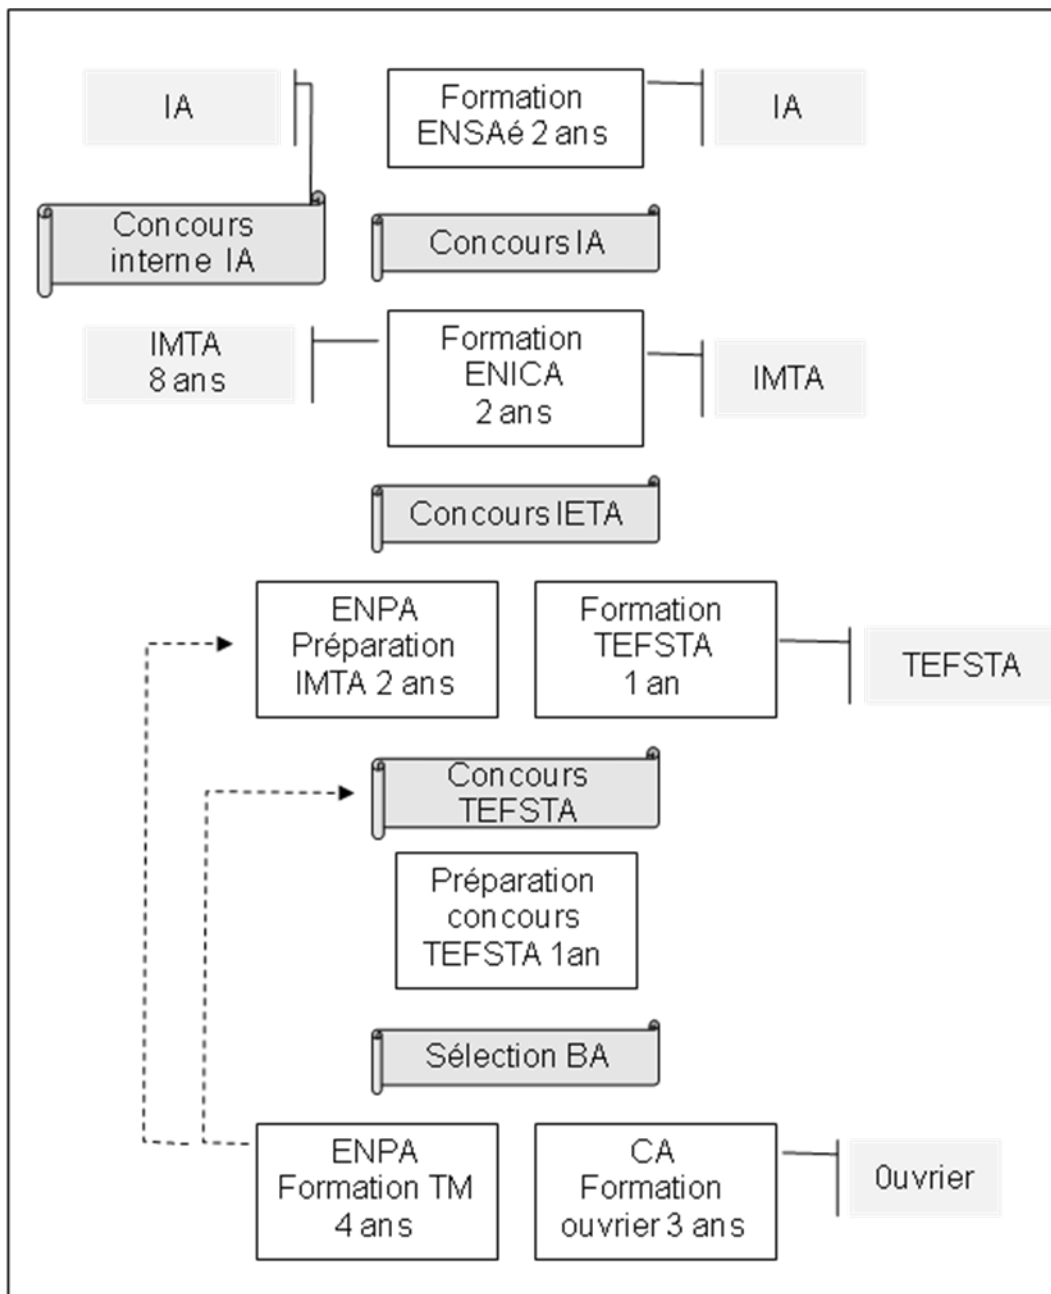 IA
Formation
ENSAé 2 ans
IA
Concours
interne IA
Concours IA
IMTA
8 ans
Formation
ENICA
2 ans
IMTA
Concours IETA
ENPA
Préparation
IMTA 2 ans
Formation
TEFSTA
1 an
TEFSTA
Concours
TEFSTA
Préparation
concours
TEFSTA 1an
Sélection BA
ENPA
Formation TM
4 ans
CA
Formation
ouvrier 3 ans
Ouvrier